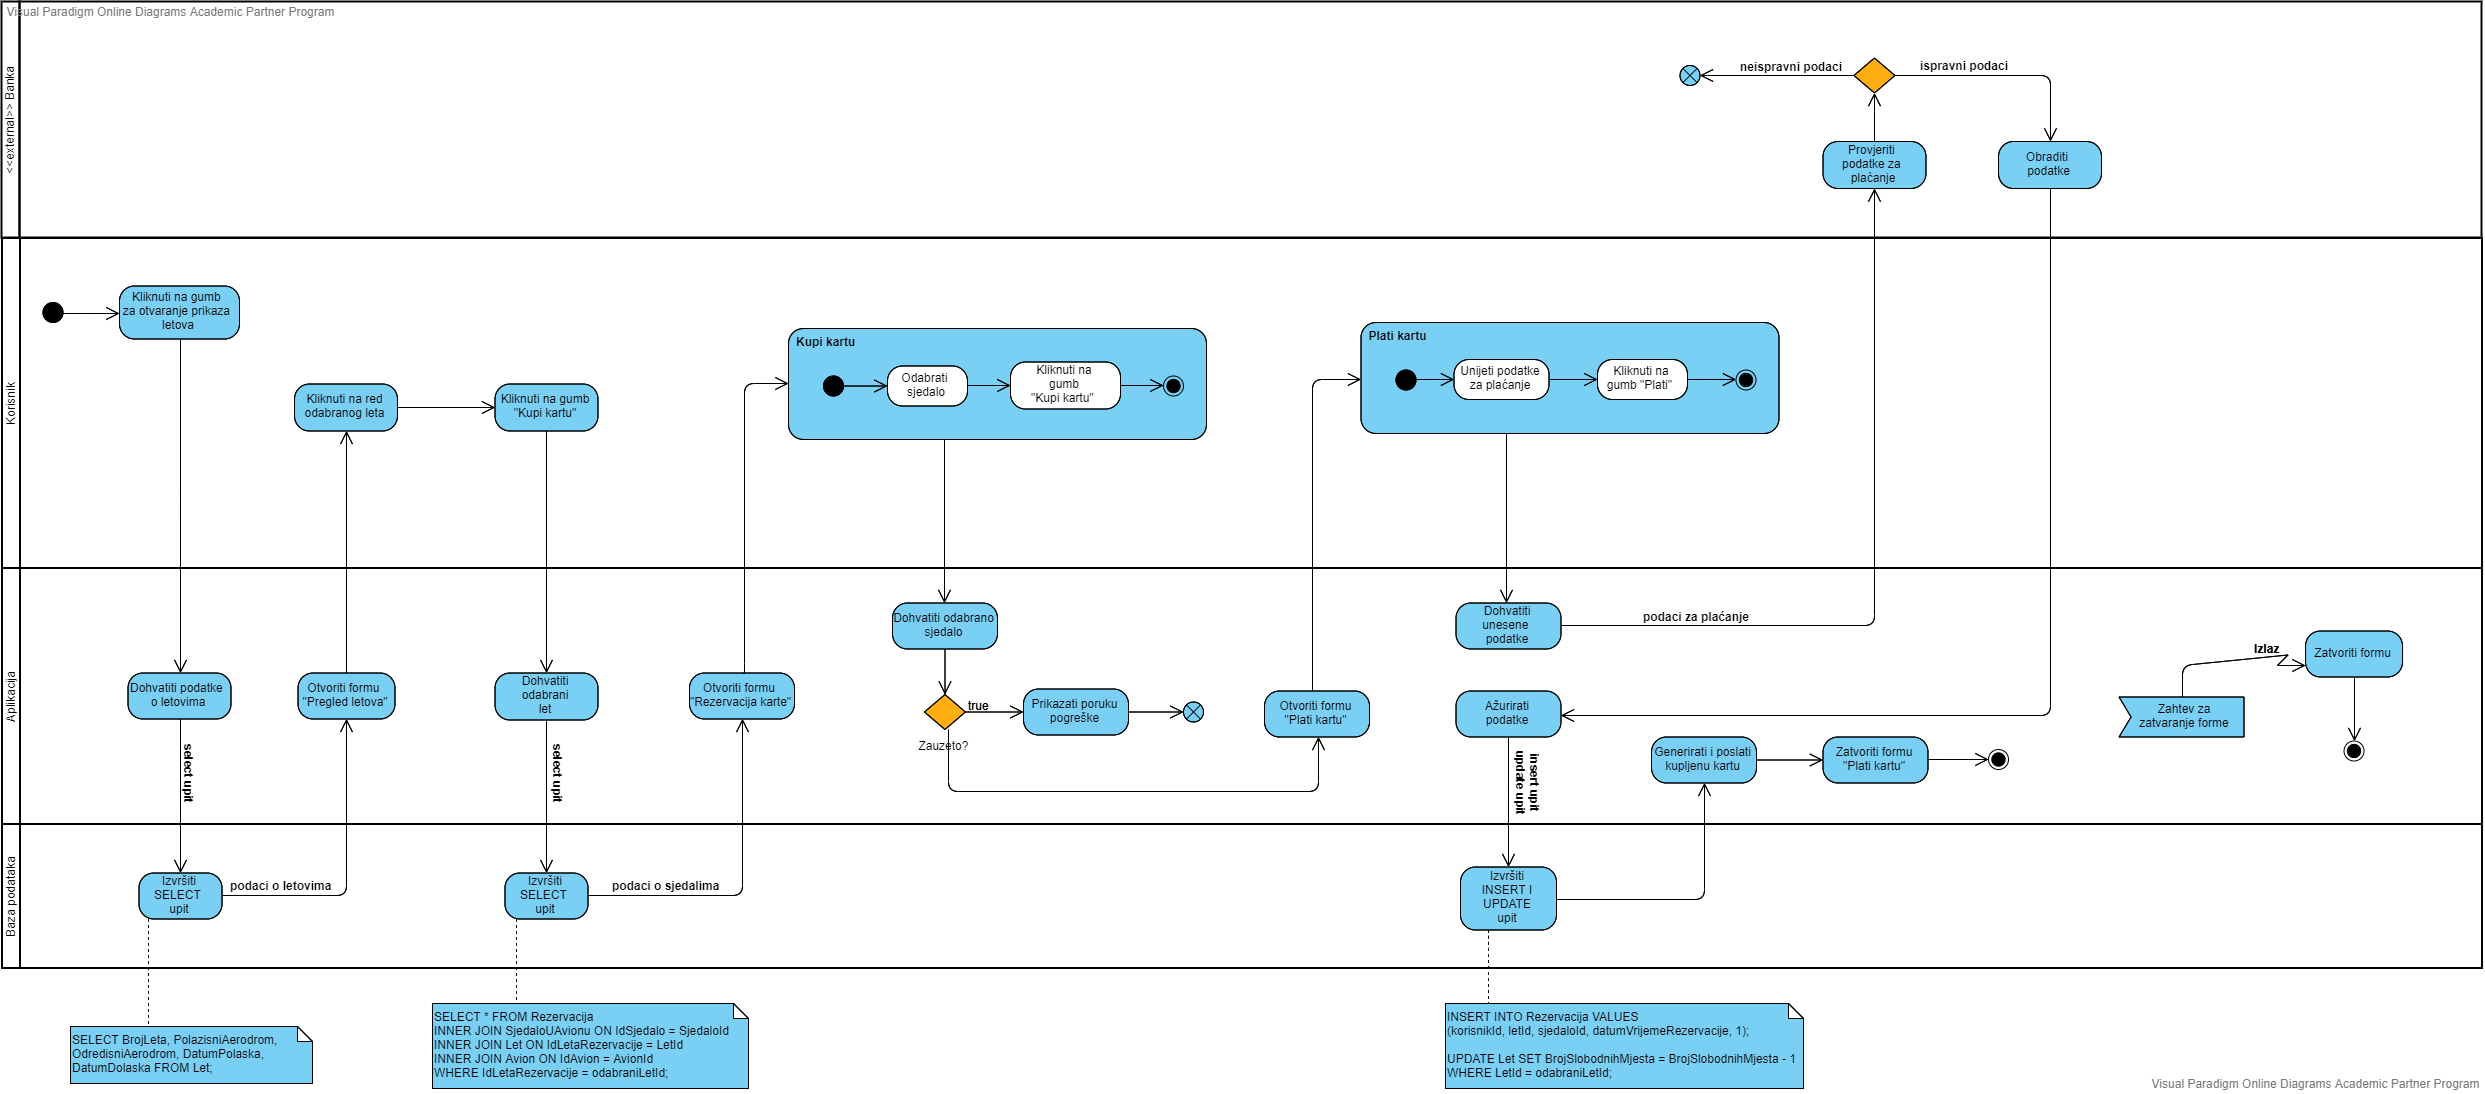 Visual Paradigm Online Diagrams Academic Partner Program
<<external>> Banka
neispravni podaci
ispravni podaci
Provjeriti
podatke za
plaćanje
Obraditi
podatke
Korisnik
Kliknuti na gumb
za otvaranje prikaza
letova
Kliknuti na red
odabranog leta
Kliknuti na gumb
"Kupi kartu"
Kupi kartu
Odabrati
sjedalo
Kliknuti na
gumb
"Kupi kartu"
Plati kartu
Unijeti podatke
za plaćanje
Kliknuti na
gumb "Plati"
Aplikacija
Dohvatiti podatke
o letovima
select upit
Otvoriti formu
"Pregled letova"
Dohvatiti
odabrani
let
select upit
Otvoriti formu
"Rezervacija karte"
Dohvatiti odabrano
sjedalo
Zauzeto?
true
Prikazati poruku
pogreške
Otvoriti formu
"Plati kartu"
Dohvatiti
unesene
podatke
podaci za plaćanje
Ažurirati
podatke
insert upit
update upit
Generirati i poslati
kupljenu kartu
Zatvoriti formu
"Plati kartu"
Zahtev za
zatvaranje forme
Izlaz
Zatvoriti formu
Baza podataka
Izvršiti
SELECT
upit
podaci o letovima
Izvršiti
SELECT
upit
podaci o sjedalima
Izvršiti
INSERT I
UPDATE
upit
SELECT BrojLeta, PolazisniAerodrom,
OdredisniAerodrom, DatumPolaska,
DatumDolaska FROM Let;
SELECT * FROM Rezervacija
INNER JOIN SjedaloUAvionu ON IdSjedalo = SjedaloId
INNER JOIN Let ON IdLetaRezervacije = LetId
INNER JOIN Avion ON IdAvion = AvionId
WHERE IdLetaRezervacije = odabraniLetId;
INSERT INTO Rezervacija VALUES
(korisnikId, letId, sjedaloId, datumVrijemeRezervacije, 1);
UPDATE Let SET BrojSlobodnihMjesta = BrojSlobodnihMjesta - 1
WHERE LetId = odabraniLetId;
Visual Paradigm Online Diagrams Academic Partner Program